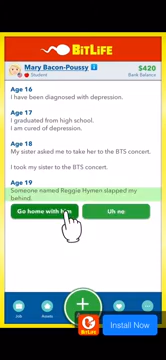 BitLife
Mary Bacon-Poussy $420
Student Bank Balance
Age 16
I have been diagnosed with depression.
Age 17
I graduated from high school.
I am cured of depression.
Age 18
My sister asked me to take her to the BTS concert.
I took my sister to the BTS concert.
Age 19
Someone named Reggie Hymen slapped my
behind.
Go home with him Uh no
Job Assets
BitLife Install Now